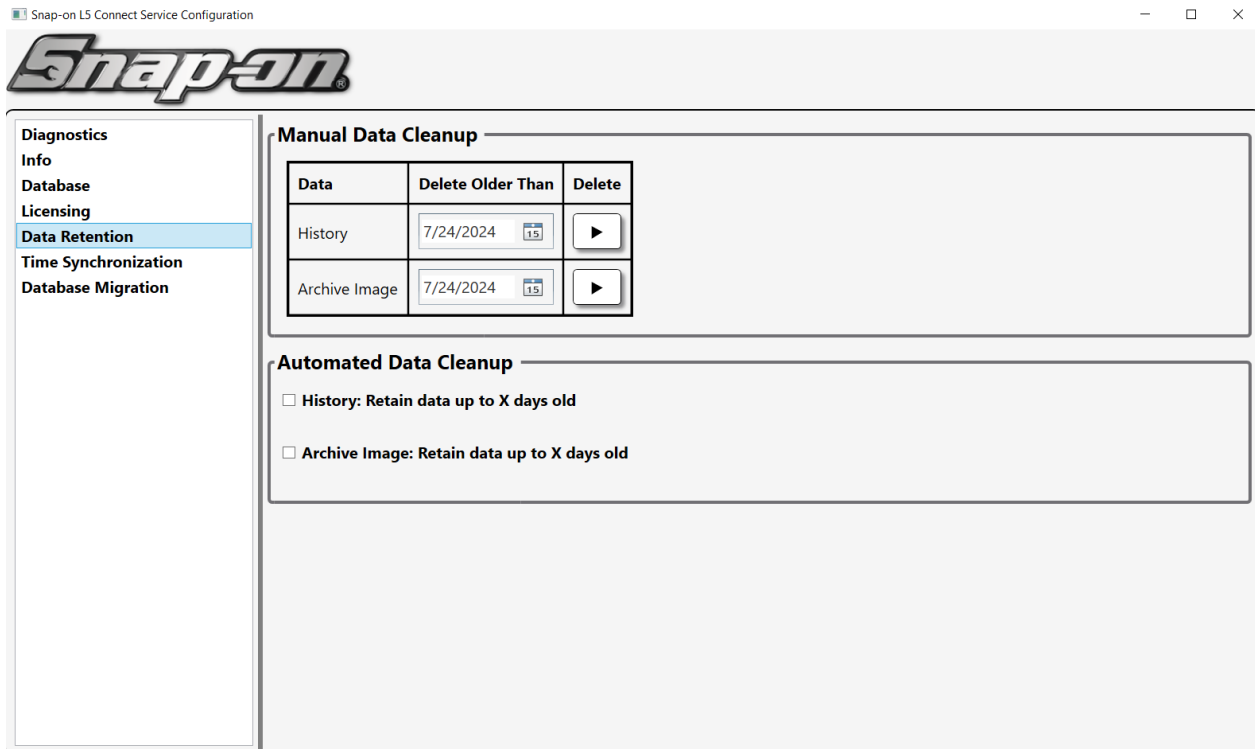 Snap-on L5 Connect Service Configuration
Snap-on®
Diagnostics
Info
Database
Licensing
Data Retention
Time Synchronization
Database Migration
Manual Data Cleanup
Data Delete Older Than Delete
History 7/24/2024 15
Archive Image 7/24/2024 15
Automated Data Cleanup
History: Retain data up to X days old
Archive Image: Retain data up to X days old